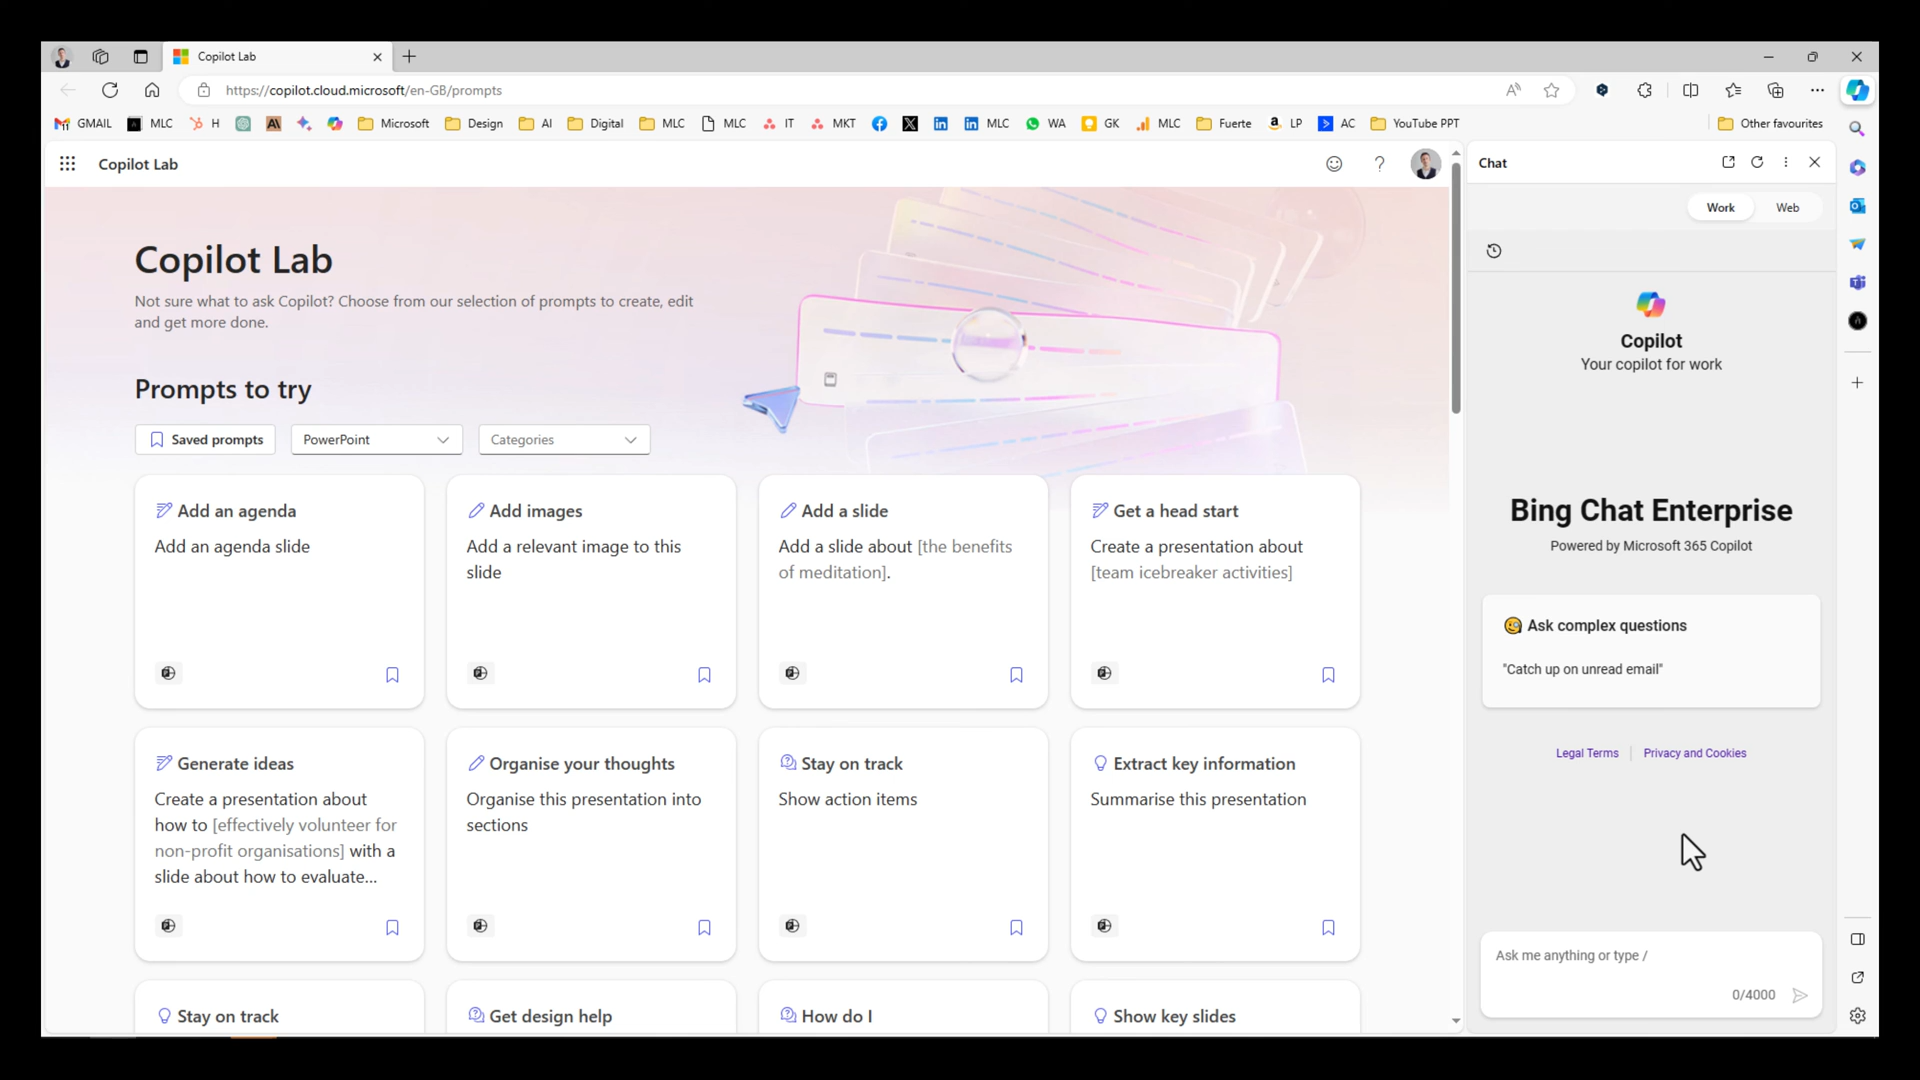 Copilot Lab
https://copilot.cloud.microsoft/en-GB/prompts
GMAIL MLC H Microsoft Design AI Digital MLC MLC IT MKT MLC WA GK MLC Fuerte LP AC YouTube PPT Other favourites
Copilot Lab
Copilot Lab
Not sure what to ask Copilot? Choose from our selection of prompts to create, edit
and get more done.
Prompts to try
Saved prompts PowerPoint Categories
Add an agenda
Add an agenda slide
Add images
Add a relevant image to this
slide
Add a slide
Add a slide about [the benefits
of meditation].
Get a head start
Create a presentation about
[team icebreaker activities]
Generate ideas
Create a presentation about
how to [effectively volunteer for
non-profit organisations] with a
slide about how to evaluate...
Organise your thoughts
Organise this presentation into
sections
Stay on track
Show action items
Extract key information
Summarise this presentation
Stay on track
Get design help
How do I
Show key slides
Chat
Work Web
Copilot
Your copilot for work
Bing Chat Enterprise
Powered by Microsoft 365 Copilot
Ask complex questions
"Catch up on unread email"
Legal Terms Privacy and Cookies
Ask me anything or type /
0/4000